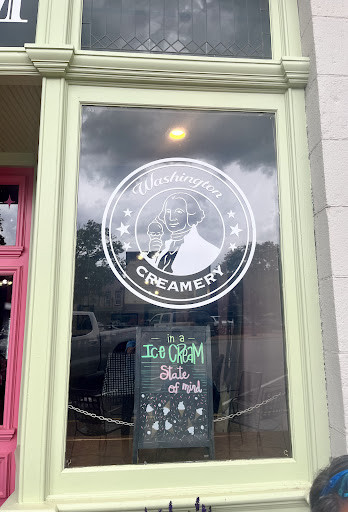 Washington
CREAMERY
in a
Ice CREAM
State
of mind